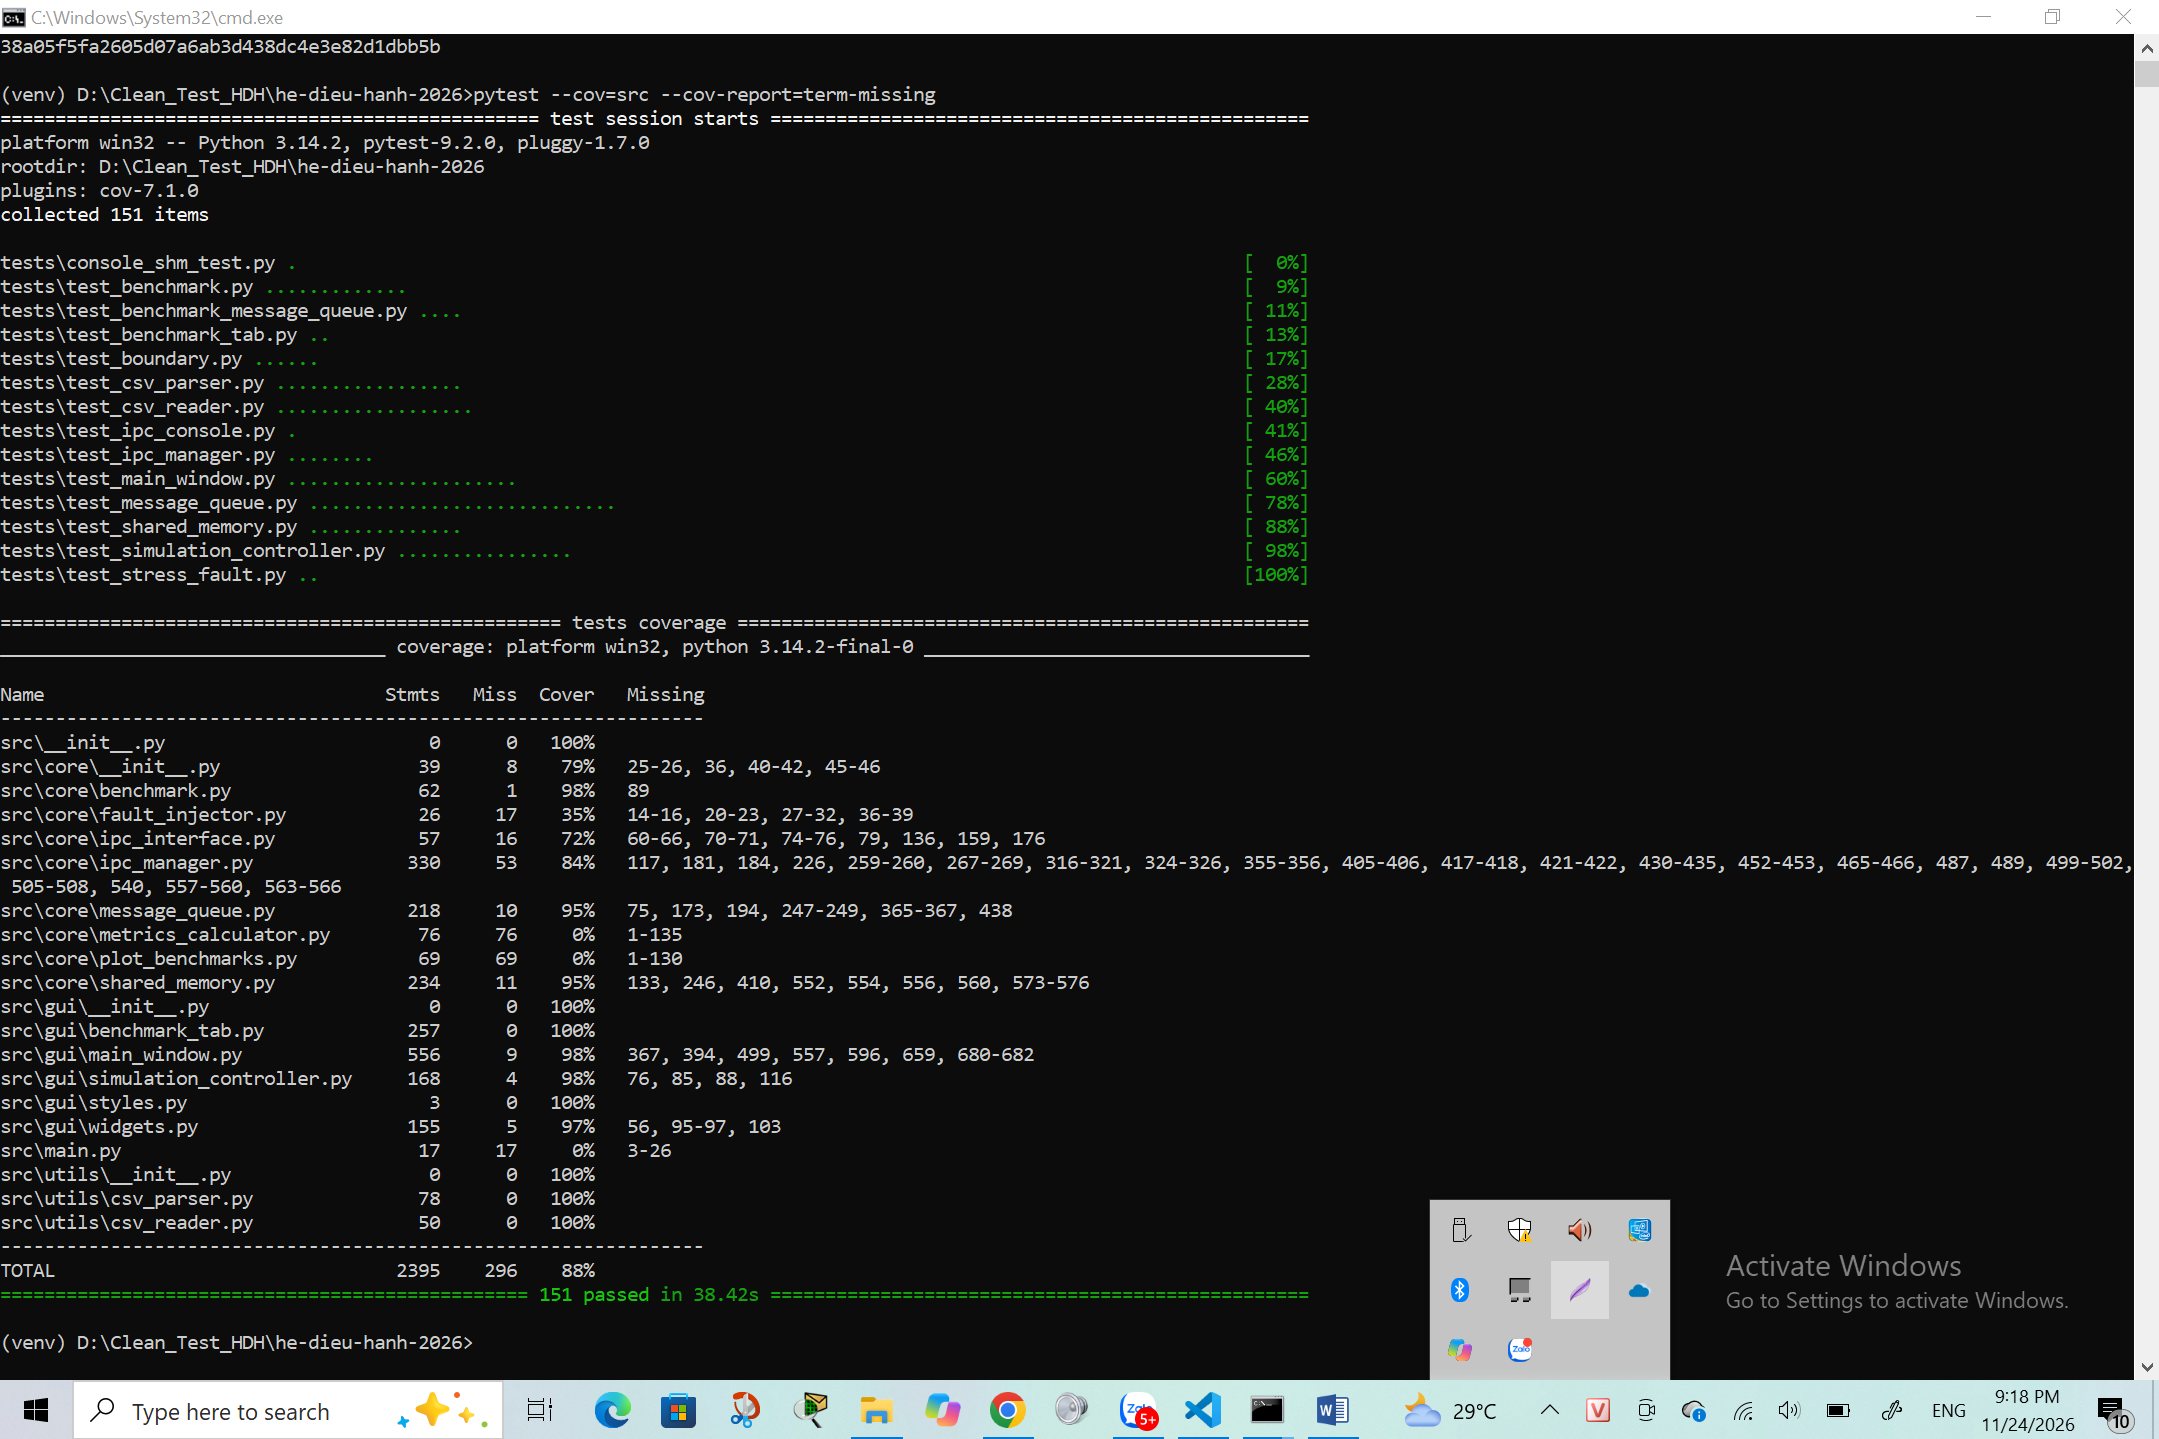 C:\Windows\System32\cmd.exe
38a05f5fa2605d07a6ab3d438dc4e3e82d1dbb5b
(venv) D:\Clean_Test_HDH\he-dieu-hanh-2026>pytest --cov=src --cov-report=term-missing
================================================= test session starts =================================================
platform win32 -- Python 3.14.2, pytest-9.2.0, pluggy-1.7.0
rootdir: D:\Clean_Test_HDH\he-dieu-hanh-2026
plugins: cov-7.1.0
collected 151 items
tests\console_shm_test.py . [  0%]
tests\test_benchmark.py ............. [  9%]
tests\test_benchmark_message_queue.py .... [ 11%]
tests\test_benchmark_tab.py .. [ 13%]
tests\test_boundary.py ...... [ 17%]
tests\test_csv_parser.py ................. [ 28%]
tests\test_csv_reader.py .................. [ 40%]
tests\test_ipc_console.py . [ 41%]
tests\test_ipc_manager.py ........ [ 46%]
tests\test_main_window.py ..................... [ 60%]
tests\test_message_queue.py ............................ [ 78%]
tests\test_shared_memory.py .............. [ 88%]
tests\test_simulation_controller.py ................ [ 98%]
tests\test_stress_fault.py .. [100%]
=================================================== tests coverage ====================================================
___________________________________ coverage: platform win32, python 3.14.2-final-0 ___________________________________
Name                               Stmts   Miss  Cover   Missing
----------------------------------------------------------------
src\__init__.py                        0      0   100%
src\core\__init__.py                  39      8    79%   25-26, 36, 40-42, 45-46
src\core\benchmark.py                 62      1    98%   89
src\core\fault_injector.py            26     17    35%   14-16, 20-23, 27-32, 36-39
src\core\ipc_interface.py             57     16    72%   60-66, 70-71, 74-76, 79, 136, 159, 176
src\core\ipc_manager.py              330     53    84%   117, 181, 184, 226, 259-260, 267-269, 316-321, 324-326, 355-356, 405-406, 417-418, 421-422, 430-435, 452-453, 465-466, 487, 489, 499-502,
505-508, 540, 557-560, 563-566
src\core\message_queue.py            218     10    95%   75, 173, 194, 247-249, 365-367, 438
src\core\metrics_calculator.py        76     76     0%   1-135
src\core\plot_benchmarks.py           69     69     0%   1-130
src\core\shared_memory.py            234     11    95%   133, 246, 410, 552, 554, 556, 560, 573-576
src\gui\__init__.py                    0      0   100%
src\gui\benchmark_tab.py             257      0   100%
src\gui\main_window.py               556      9    98%   367, 394, 499, 557, 596, 659, 680-682
src\gui\simulation_controller.py     168      4    98%   76, 85, 88, 116
src\gui\styles.py                      3      0   100%
src\gui\widgets.py                   155      5    97%   56, 95-97, 103
src\main.py                           17     17     0%   3-26
src\utils\__init__.py                  0      0   100%
src\utils\csv_parser.py               78      0   100%
src\utils\csv_reader.py               50      0   100%
----------------------------------------------------------------
TOTAL                               2395    296    88%
================================================ 151 passed in 38.42s =================================================
(venv) D:\Clean_Test_HDH\he-dieu-hanh-2026>
Activate Windows
Go to Settings to activate Windows.
Zalo
Type here to search
5+
29°C
ENG
9:18 PM
11/24/2026
10